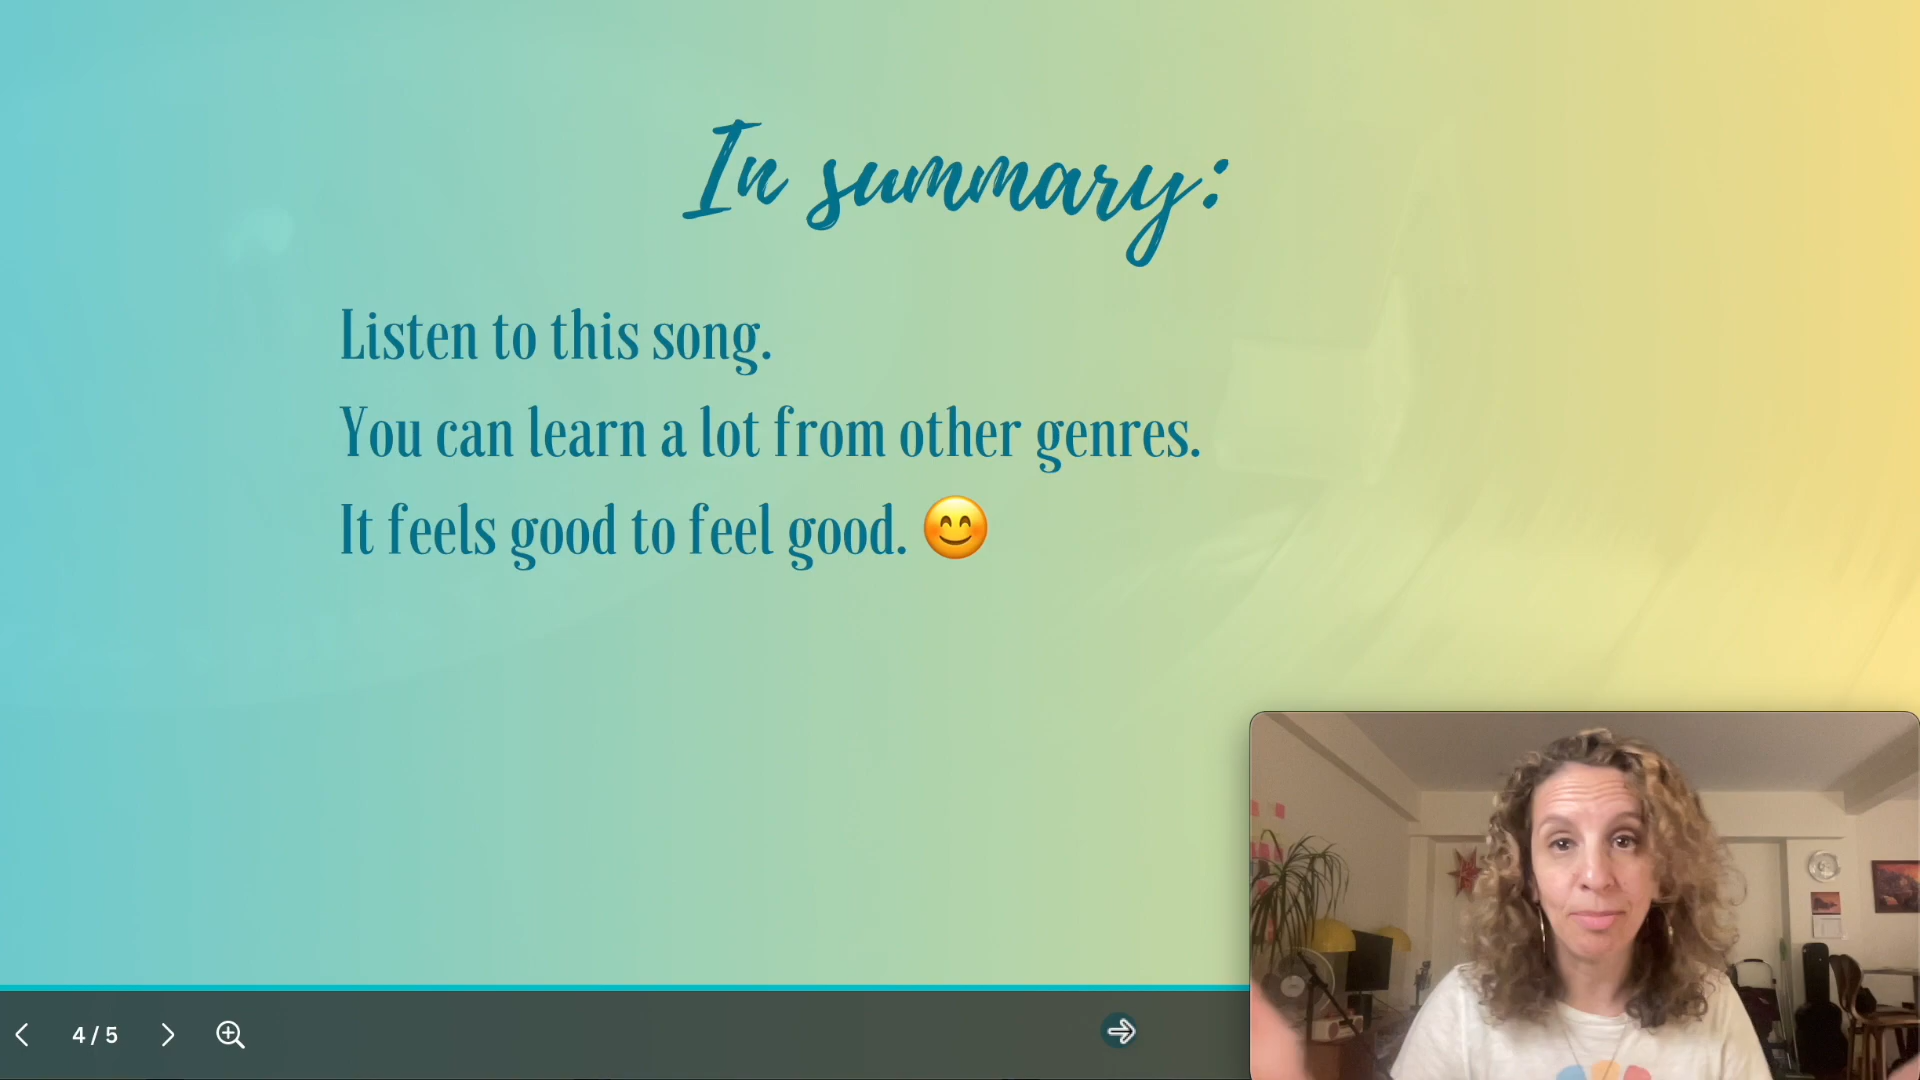 In summary:
Listen to this song.
You can learn a lot from other genres.
It feels good to feel good. 😊
4 / 5